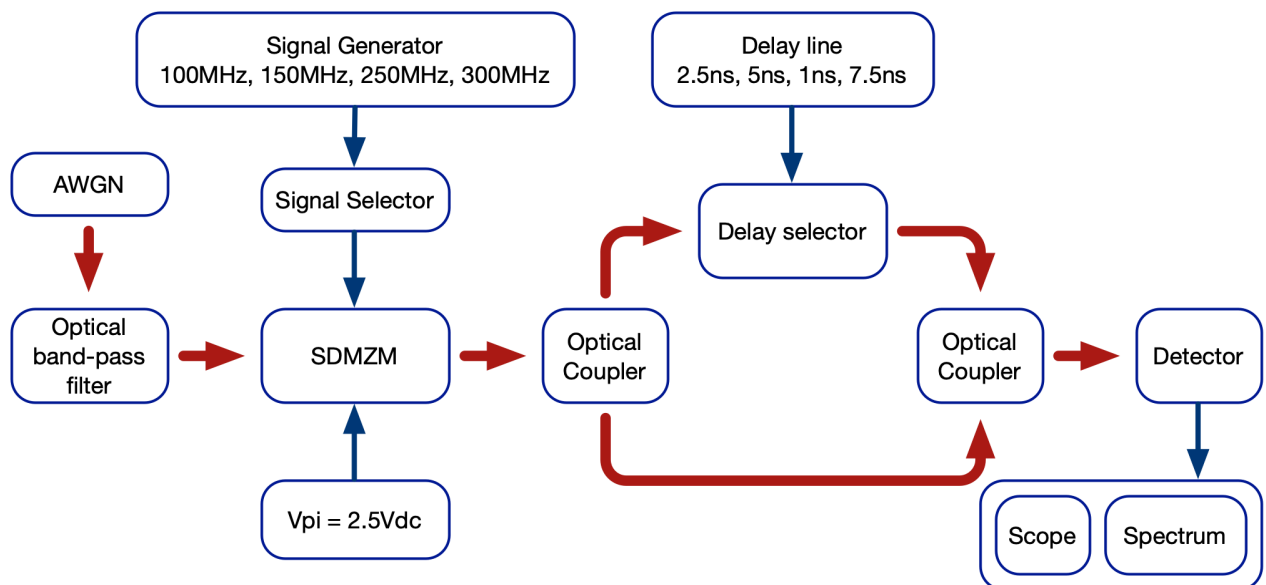 Signal Generator
100MHz, 150MHz, 250MHz, 300MHz
Delay line
2.5ns, 5ns, 1ns, 7.5ns
AWGN
Signal Selector
Delay selector
Optical
band-pass
filter
SDMZM
Optical
Coupler
Optical
Coupler
Detector
Vpi = 2.5Vdc
Scope
Spectrum